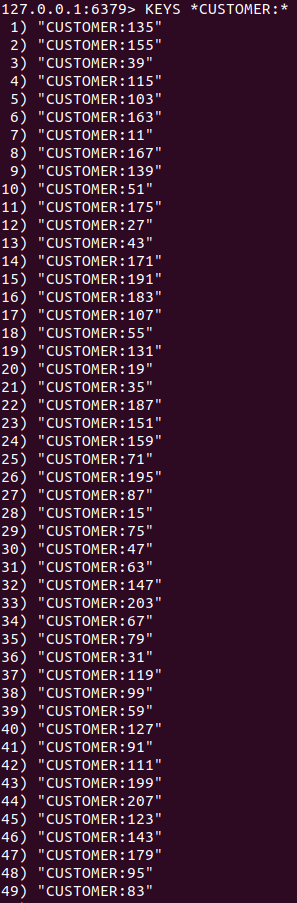 127.0.0.1:6379> KEYS *CUSTOMER:*
1) "CUSTOMER:135"
2) "CUSTOMER:155"
3) "CUSTOMER:39"
4) "CUSTOMER:115"
5) "CUSTOMER:103"
6) "CUSTOMER:163"
7) "CUSTOMER:11"
8) "CUSTOMER:167"
9) "CUSTOMER:139"
10) "CUSTOMER:51"
11) "CUSTOMER:175"
12) "CUSTOMER:27"
13) "CUSTOMER:43"
14) "CUSTOMER:171"
15) "CUSTOMER:191"
16) "CUSTOMER:183"
17) "CUSTOMER:107"
18) "CUSTOMER:55"
19) "CUSTOMER:131"
20) "CUSTOMER:19"
21) "CUSTOMER:35"
22) "CUSTOMER:187"
23) "CUSTOMER:151"
24) "CUSTOMER:159"
25) "CUSTOMER:71"
26) "CUSTOMER:195"
27) "CUSTOMER:87"
28) "CUSTOMER:15"
29) "CUSTOMER:75"
30) "CUSTOMER:47"
31) "CUSTOMER:63"
32) "CUSTOMER:147"
33) "CUSTOMER:203"
34) "CUSTOMER:67"
35) "CUSTOMER:79"
36) "CUSTOMER:31"
37) "CUSTOMER:119"
38) "CUSTOMER:99"
39) "CUSTOMER:59"
40) "CUSTOMER:127"
41) "CUSTOMER:91"
42) "CUSTOMER:111"
43) "CUSTOMER:199"
44) "CUSTOMER:207"
45) "CUSTOMER:123"
46) "CUSTOMER:143"
47) "CUSTOMER:179"
48) "CUSTOMER:95"
49) "CUSTOMER:83"